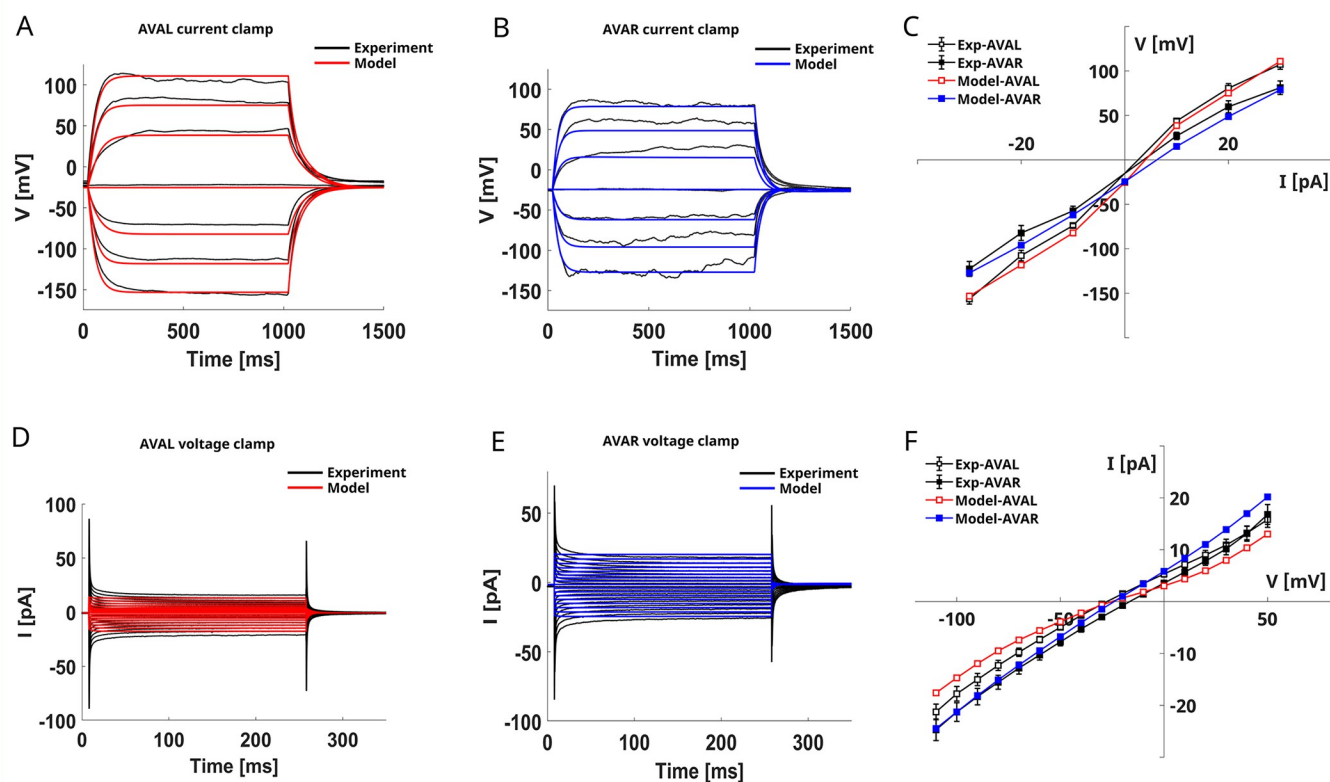 A
AVAL current clamp
Experiment
Model
100
50
0
-50
-100
-150
V [mV]
0
500
1000
1500
Time [ms]
B
AVAR current clamp
Experiment
Model
100
50
0
-50
-100
-150
V [mV]
0
500
1000
1500
Time [ms]
C
Exp-AVAL
Exp-AVAR
Model-AVAL
Model-AVAR
V [mV]
100
50
-20
20
I [pA]
-50
-100
-150
D
AVAL voltage clamp
Experiment
Model
100
50
0
-50
-100
I [pA]
0
100
200
300
Time [ms]
E
AVAR voltage clamp
Experiment
Model
50
0
-50
-100
I [pA]
0
100
200
300
Time [ms]
F
Exp-AVAL
Exp-AVAR
Model-AVAL
Model-AVAR
I [pA]
20
10
V [mV]
-100
-50
50
-10
-20